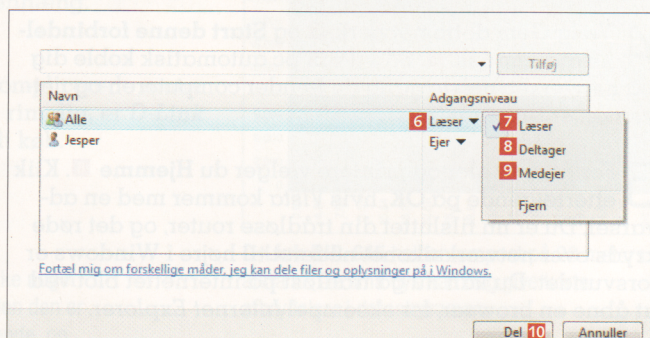 Tilføj
Navn Adgangsniveau
Alle 6 Læser 7 Læser
Jesper Ejer 8 Deltager
9 Medejer
Fjern
Fortæl mig om forskellige måder, jeg kan dele filer og oplysninger på i Windows.
Del 10 Annuller